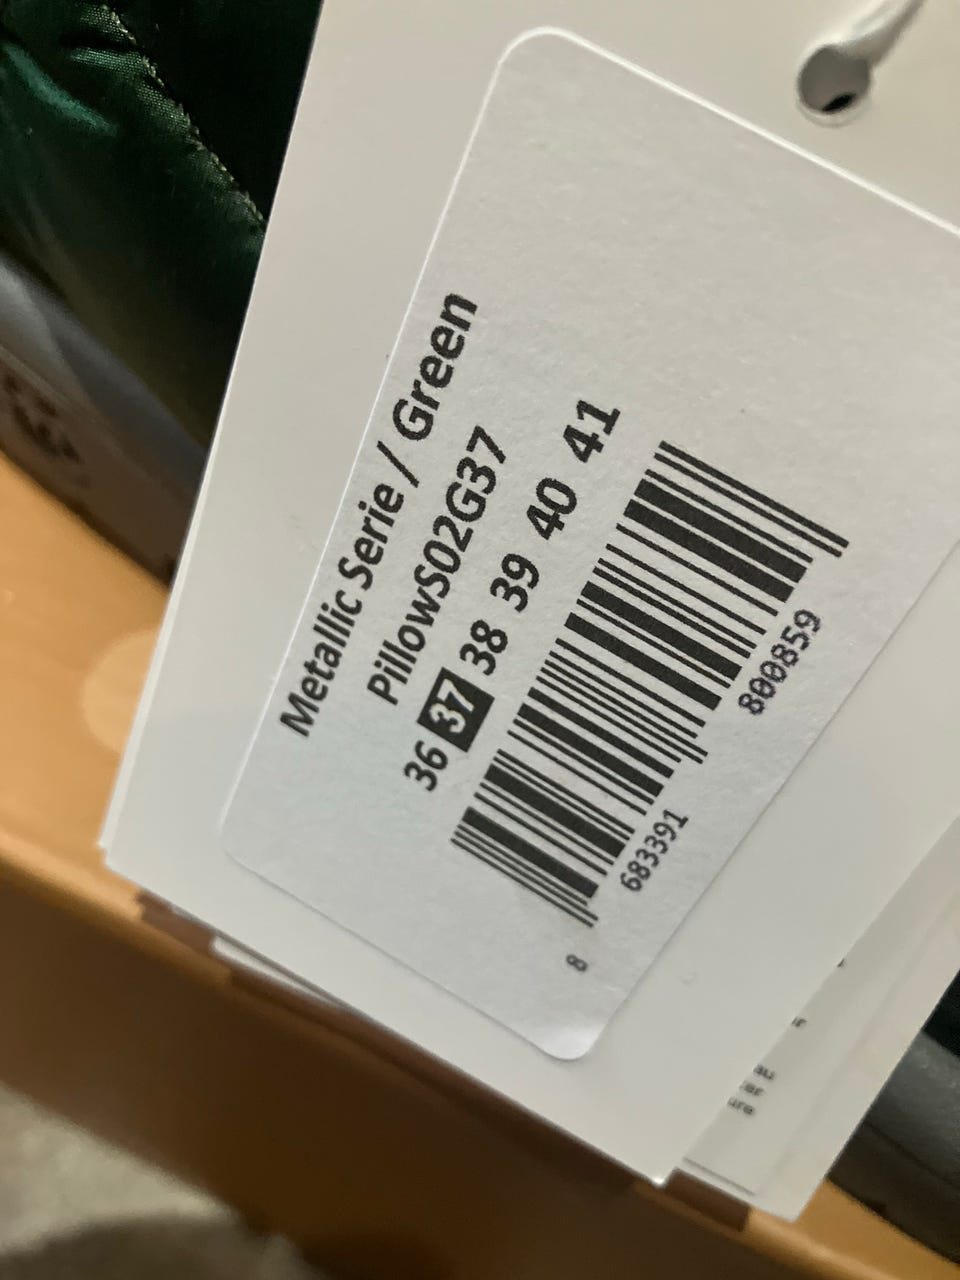 Metallic Serie / Green
PillowS02G37
36 37 38 39 40 41
8 683391 800859